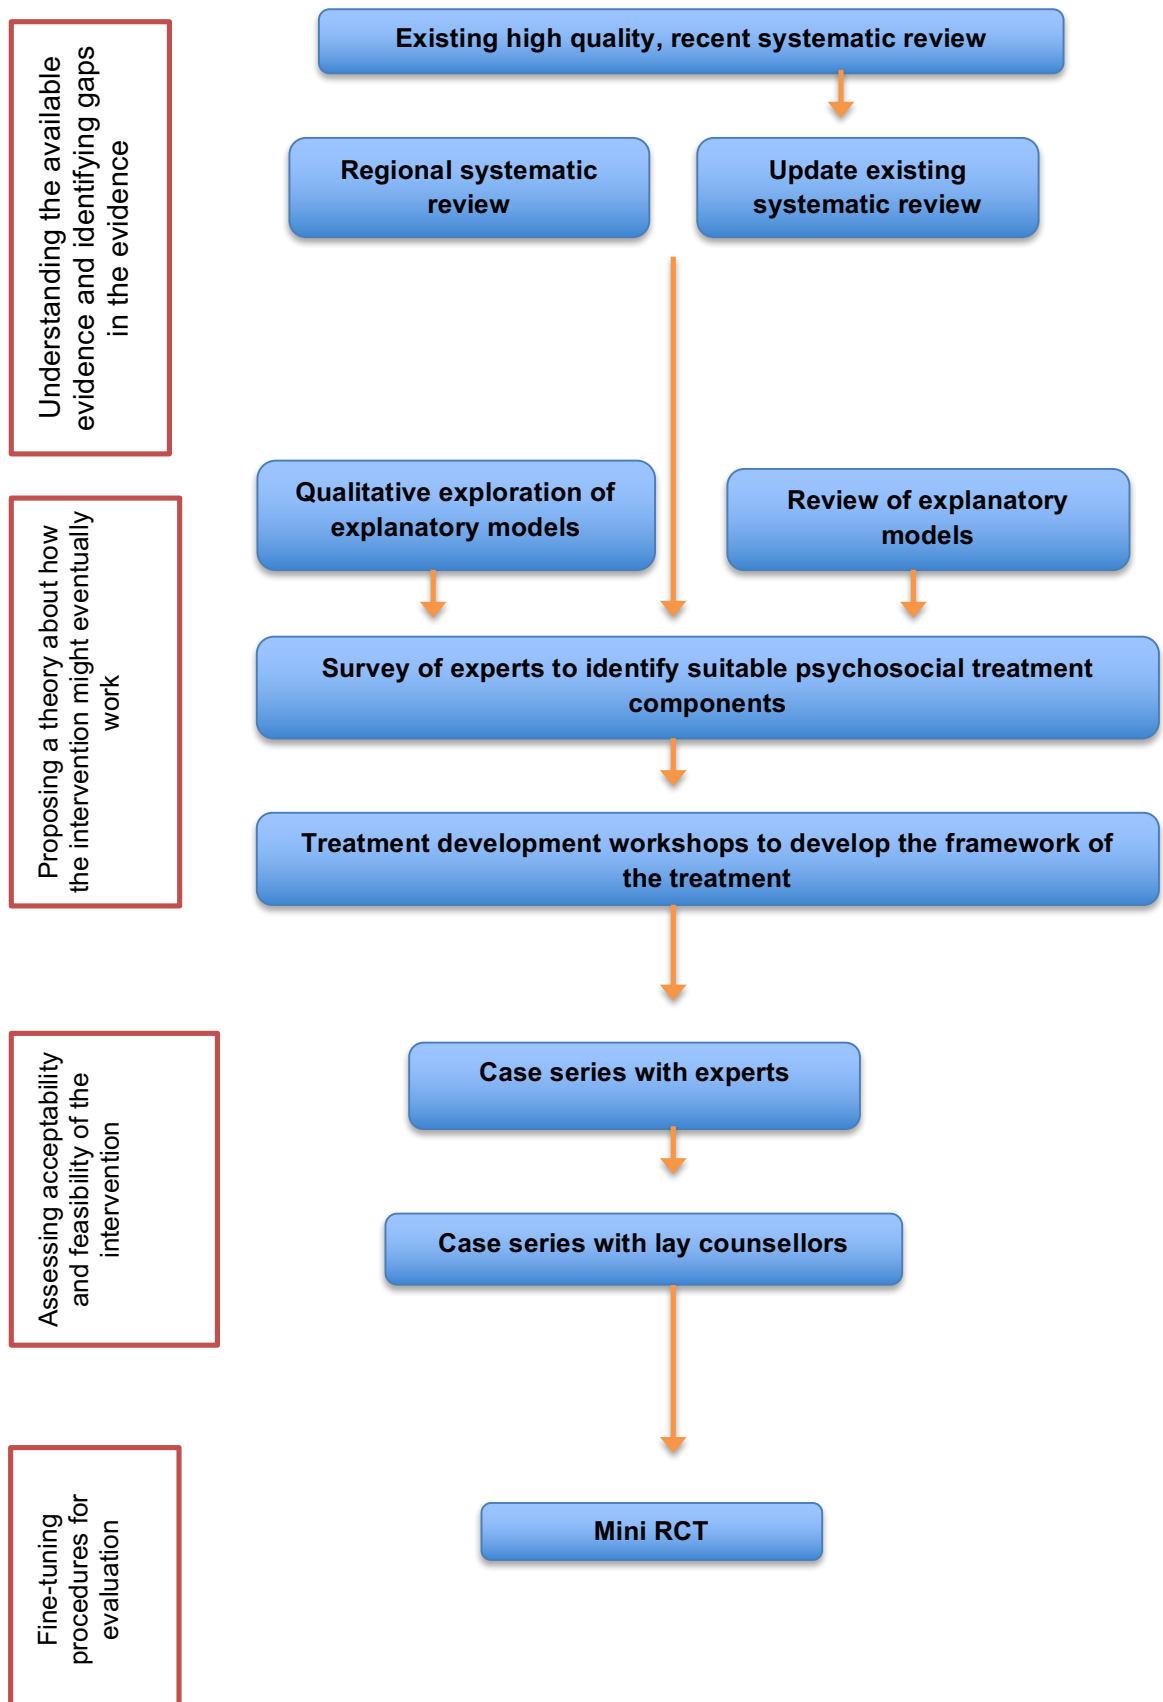 Existing high quality, recent systematic review
Understanding the available
evidence and identifying gaps
in the evidence
Regional systematic
review
Update existing
systematic review
Qualitative exploration of
explanatory models
Review of explanatory
models
Proposing a theory about how
the intervention might eventually
work
Survey of experts to identify suitable psychosocial treatment
components
Treatment development workshops to develop the framework of
the treatment
Assessing acceptability
and feasibility of the
intervention
Case series with experts
Case series with lay counsellors
Fine-tuning
procedures for
evaluation
Mini RCT